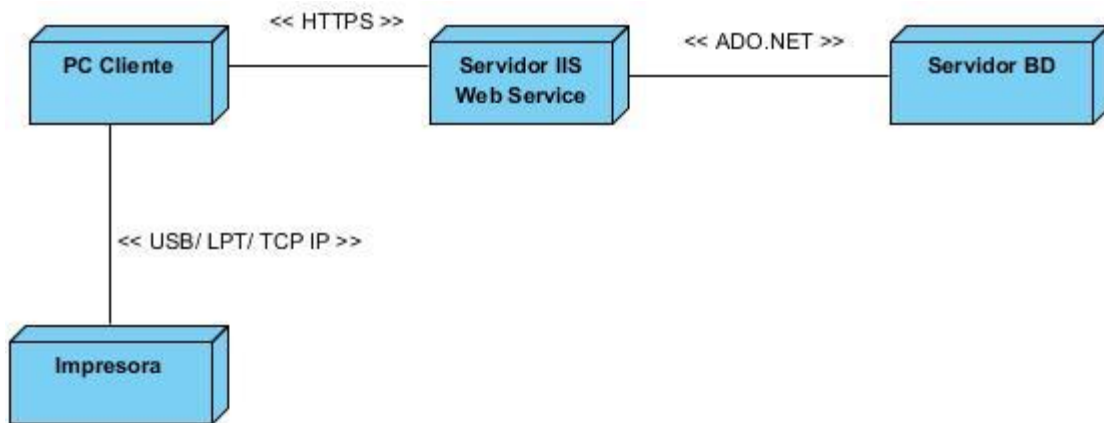 << HTTPS >>
<< ADO.NET >>
PC Cliente
Servidor IIS
Web Service
Servidor BD
<< USB/ LPT/ TCP IP >>
Impresora